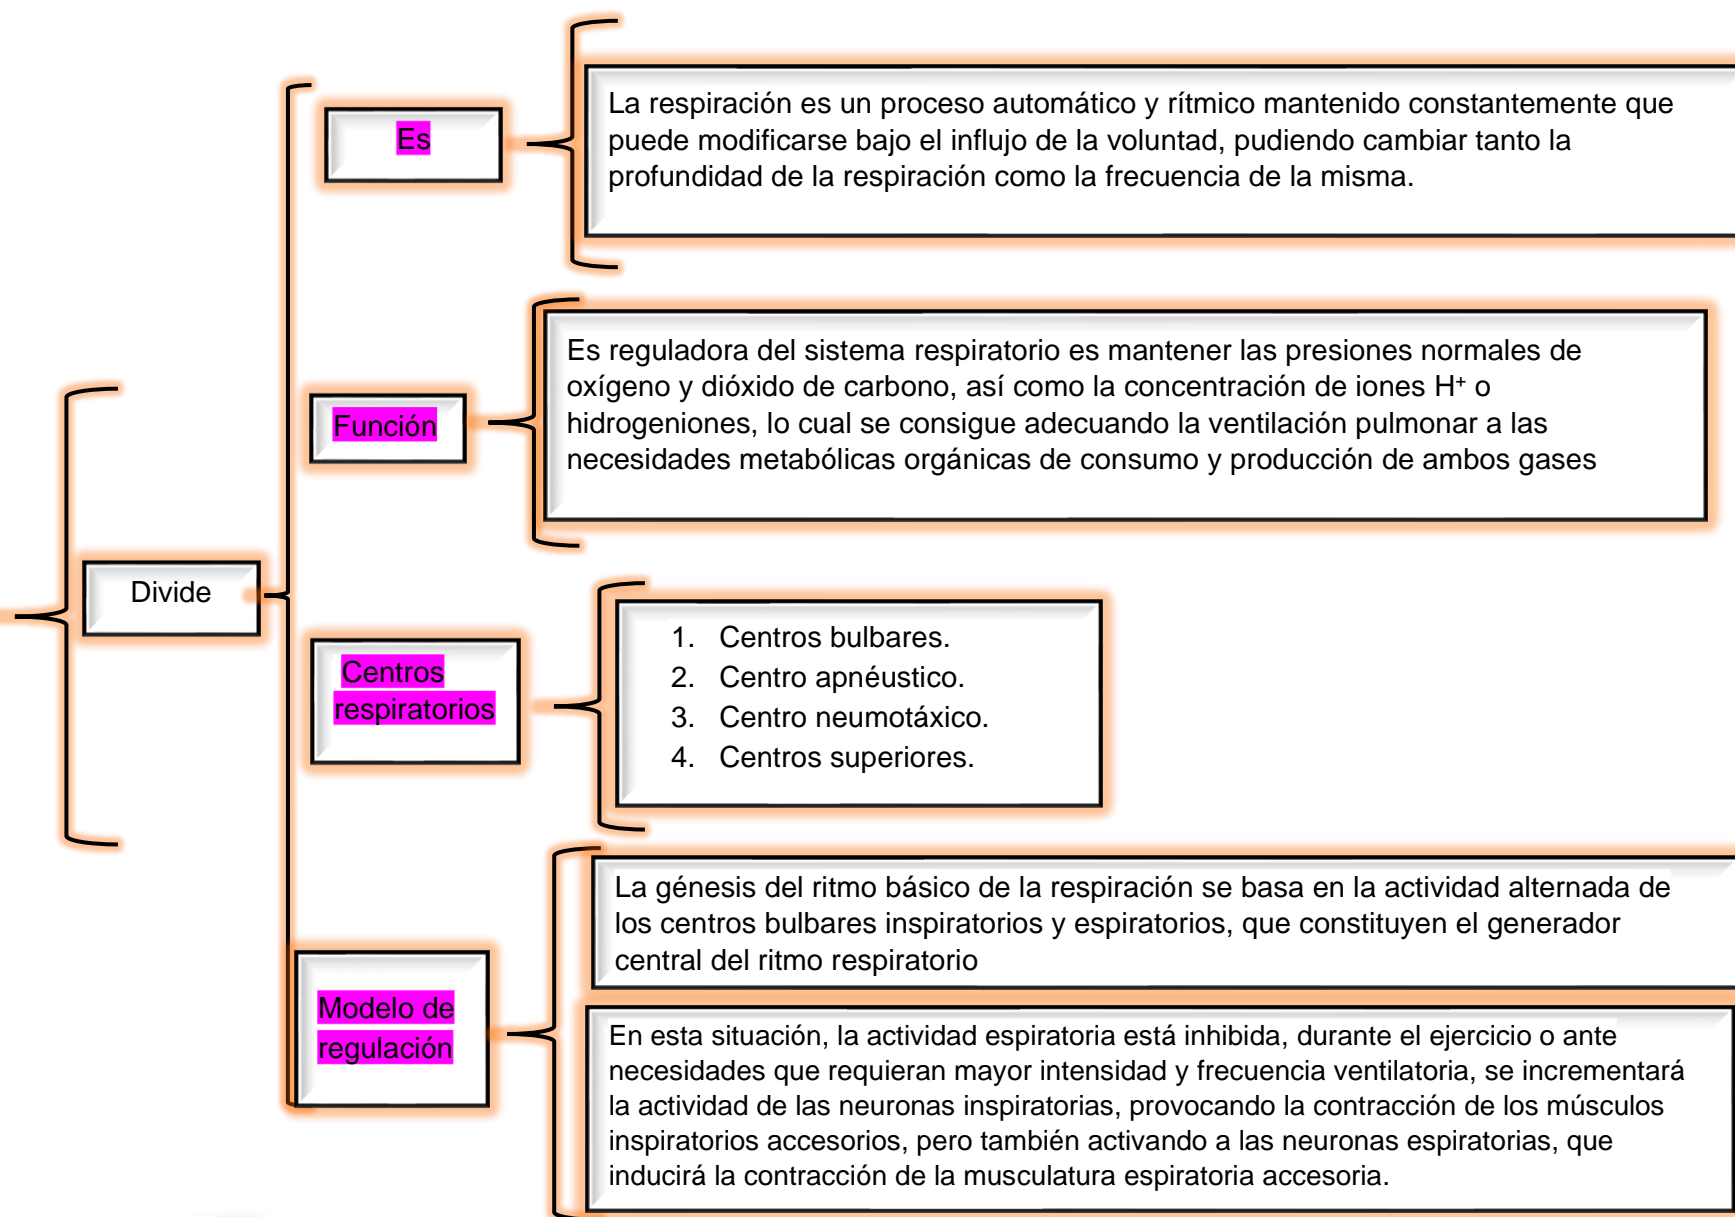 Es
La respiración es un proceso automático y rítmico mantenido constantemente que
puede modificarse bajo el influjo de la voluntad, pudiendo cambiar tanto la
profundidad de la respiración como la frecuencia de la misma.
Función
Es reguladora del sistema respiratorio es mantener las presiones normales de
oxígeno y dióxido de carbono, así como la concentración de iones H⁺ o
hidrogeniones, lo cual se consigue adecuando la ventilación pulmonar a las
necesidades metabólicas orgánicas de consumo y producción de ambos gases
Divide
Centros
respiratorios
1. Centros bulbares.
2. Centro apnéustico.
3. Centro neumotáxico.
4. Centros superiores.
Modelo de
regulación
La génesis del ritmo básico de la respiración se basa en la actividad alternada de
los centros bulbares inspiratorios y espiratorios, que constituyen el generador
central del ritmo respiratorio
En esta situación, la actividad espiratoria está inhibida, durante el ejercicio o ante
necesidades que requieran mayor intensidad y frecuencia ventilatoria, se incrementará
la actividad de las neuronas inspiratorias, provocando la contracción de los músculos
inspiratorios accesorios, pero también activando a las neuronas espiratorias, que
inducirá la contracción de la musculatura espiratoria accesoria.